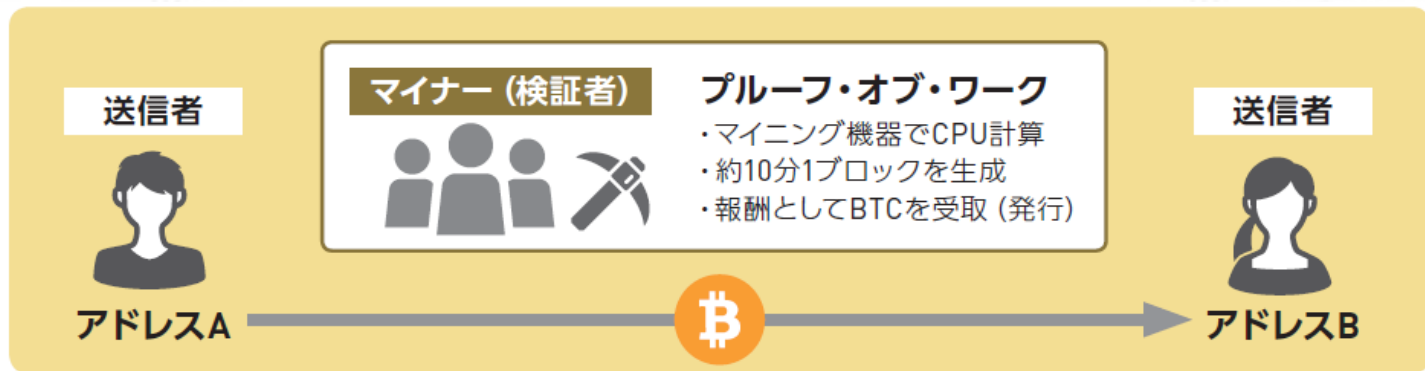 送信者
マイナー（検証者）
プルーフ・オブ・ワーク
・マイニング機器でCPU計算
・約10分1ブロックを生成
・報酬としてBTCを受取（発行）
送信者
アドレスA
アドレスB